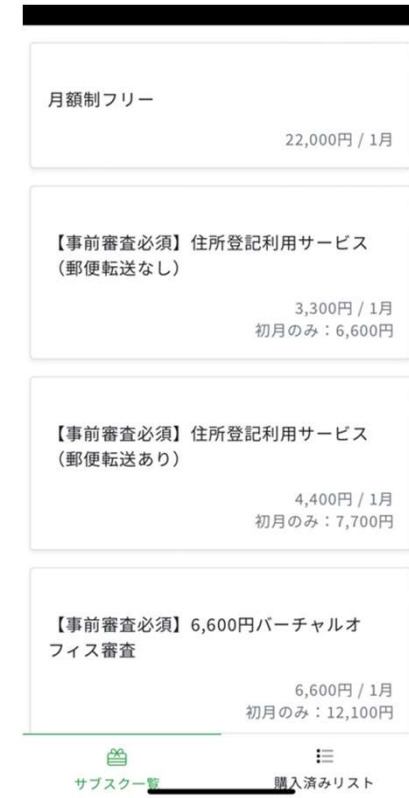 月額制フリー
22,000円 / 1月
【事前審査必須】住所登記利用サービス
（郵便転送なし）
3,300円 / 1月
初月のみ：6,600円
【事前審査必須】住所登記利用サービス
（郵便転送あり）
4,400円 / 1月
初月のみ：7,700円
【事前審査必須】6,600円バーチャルオ
フィス審査
6,600円 / 1月
初月のみ：12,100円
サブスク一覧
購入済みリスト